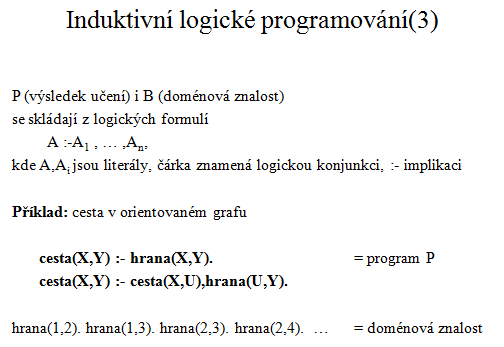 Induktivní logické programování(3)
P (výsledek učení) i B (doménová znalost)
se skládají z logických formulí
A :-A1 , … ,An,
kde A,Ai jsou literály, čárka znamená logickou konjunkci, :- implikaci
Příklad: cesta v orientovaném grafu
cesta(X,Y) :- hrana(X,Y). = program P
cesta(X,Y) :- cesta(X,U),hrana(U,Y).
hrana(1,2). hrana(1,3). hrana(2,3). hrana(2,4). … = doménová znalost